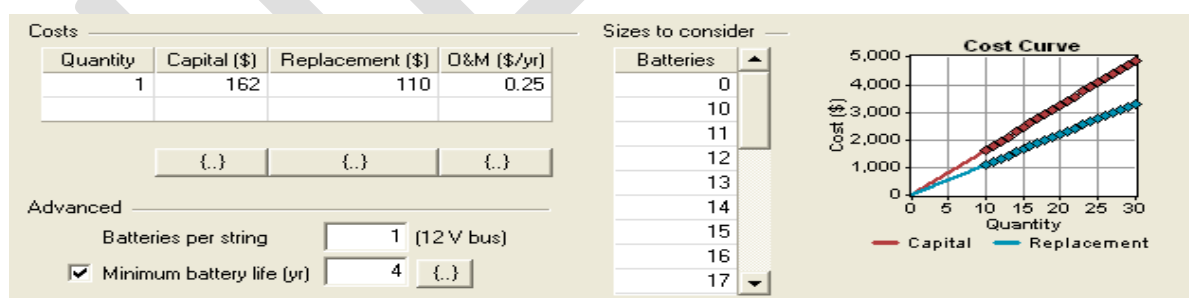 Costs
Quantity Capital ($) Replacement ($) O&M ($/yr)
1 162 110 0.25
{..} {..} {..}
Advanced
Batteries per string 1 (12 V bus)
Minimum battery life (yr) 4 {..}
Sizes to consider
Batteries
0
10
11
12
13
14
15
16
17
Cost Curve
5,000
4,000
3,000
2,000
1,000
0
Cost ($)
0 5 10 15 20 25 30
Quantity
Capital Replacement